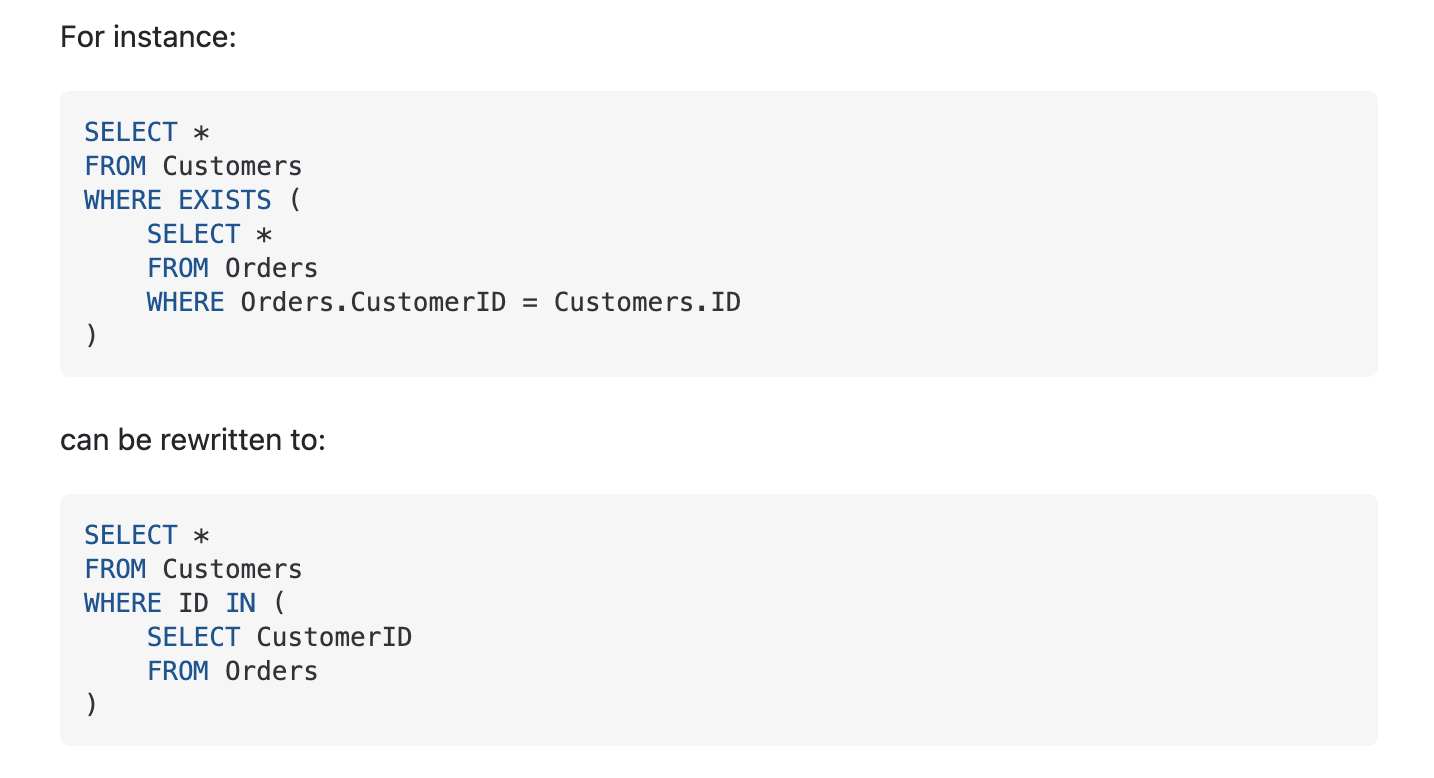 For instance:
SELECT *
FROM Customers
WHERE EXISTS (
    SELECT *
    FROM Orders
    WHERE Orders.CustomerID = Customers.ID
)
can be rewritten to:
SELECT *
FROM Customers
WHERE ID IN (
    SELECT CustomerID
    FROM Orders
)